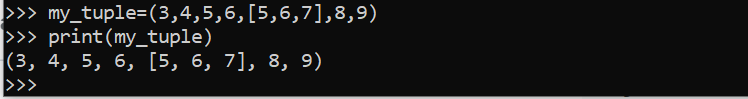 >>> my_tuple=(3,4,5,6,[5,6,7],8,9)
>>> print(my_tuple)
(3, 4, 5, 6, [5, 6, 7], 8, 9)
>>>